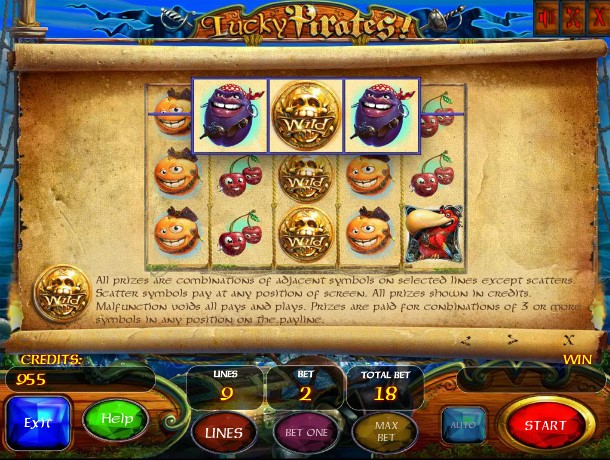 Lucky Pirates!
Wild
Wild
Wild
Wild
All prizes are combinations of adjacent symbols on selected lines except scatters.
Scatter symbols pay at any position of screen. All prizes shown in credits.
Malfunction voids all pays and plays. Prizes are paid for conbinations of 3 or more
symbols in any position on the payline.
< > X
CREDITS:
955
LINES
9
BET
2
TOTAL BET
18
WIN
Exit
Help
LINES
BET ONE
MAX
BET
AUTO
START